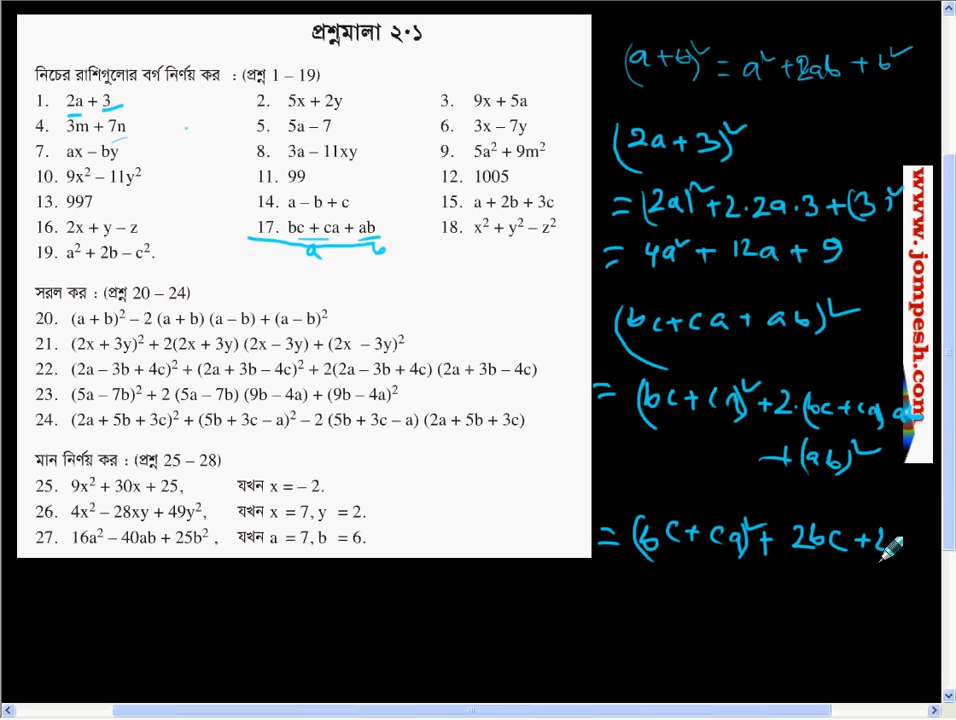 প্রশ্নমালা ২·১
নিচের রাশিগুলোর বর্গ নির্ণয় কর : (প্রশ্ন 1 – 19)
1. 2a + 3 2. 5x + 2y 3. 9x + 5a
4. 3m + 7n 5. 5a – 7 6. 3x – 7y
7. ax – by 8. 3a – 11xy 9. 5a² + 9m²
10. 9x² – 11y² 11. 99 12. 1005
13. 997 14. a – b + c 15. a + 2b + 3c
16. 2x + y – z 17. bc + ca + ab 18. x² + y² – z²
a b
19. a² + 2b – c².
সরল কর : (প্রশ্ন 20 – 24)
20. (a + b)² – 2 (a + b) (a – b) + (a – b)²
21. (2x + 3y)² + 2(2x + 3y) (2x – 3y) + (2x – 3y)²
22. (2a – 3b + 4c)² + (2a + 3b – 4c)² + 2(2a – 3b + 4c) (2a + 3b – 4c)
23. (5a – 7b)² + 2 (5a – 7b) (9b – 4a) + (9b – 4a)²
24. (2a + 5b + 3c)² + (5b + 3c – a)² – 2 (5b + 3c – a) (2a + 5b + 3c)
মান নির্ণয় কর : (প্রশ্ন 25 – 28)
25. 9x² + 30x + 25, যখন x = – 2.
26. 4x² – 28xy + 49y², যখন x = 7, y = 2.
27. 16a² – 40ab + 25b² , যখন a = 7, b = 6.
(a+b)² = a² + 2ab + b²
(2a + 3)²
= (2a)² + 2 · 2a · 3 + (3)²
= 4a² + 12a + 9
(bc + ca + ab)²
= (bc + ca)² + 2 · (bc + ca) a
+ (ab)²
= (bc + ca)² + 2bc + 2
www.jompesh.com